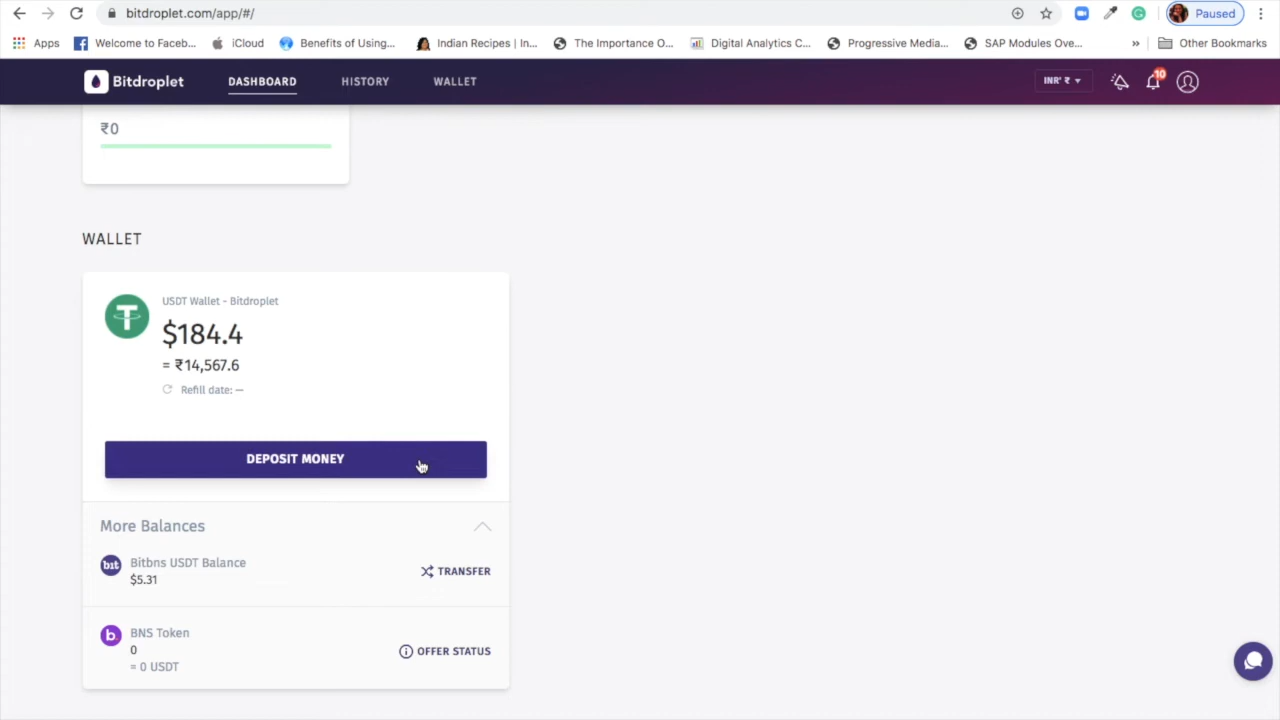 bitdroplet.com/app/#/
Paused
Apps
Welcome to Faceb...
iCloud
Benefits of Using...
Indian Recipes | In...
The Importance O...
Digital Analytics C...
Progressive Media...
SAP Modules Ove...
»
Other Bookmarks
Bitdroplet
DASHBOARD
HISTORY
WALLET
INR* ₹
10
₹0
WALLET
USDT Wallet - Bitdroplet
$184.4
= ₹14,567.6
Refill date: —
DEPOSIT MONEY
More Balances
bit
Bitbns USDT Balance
$5.31
TRANSFER
b.
BNS Token
0
= 0 USDT
OFFER STATUS